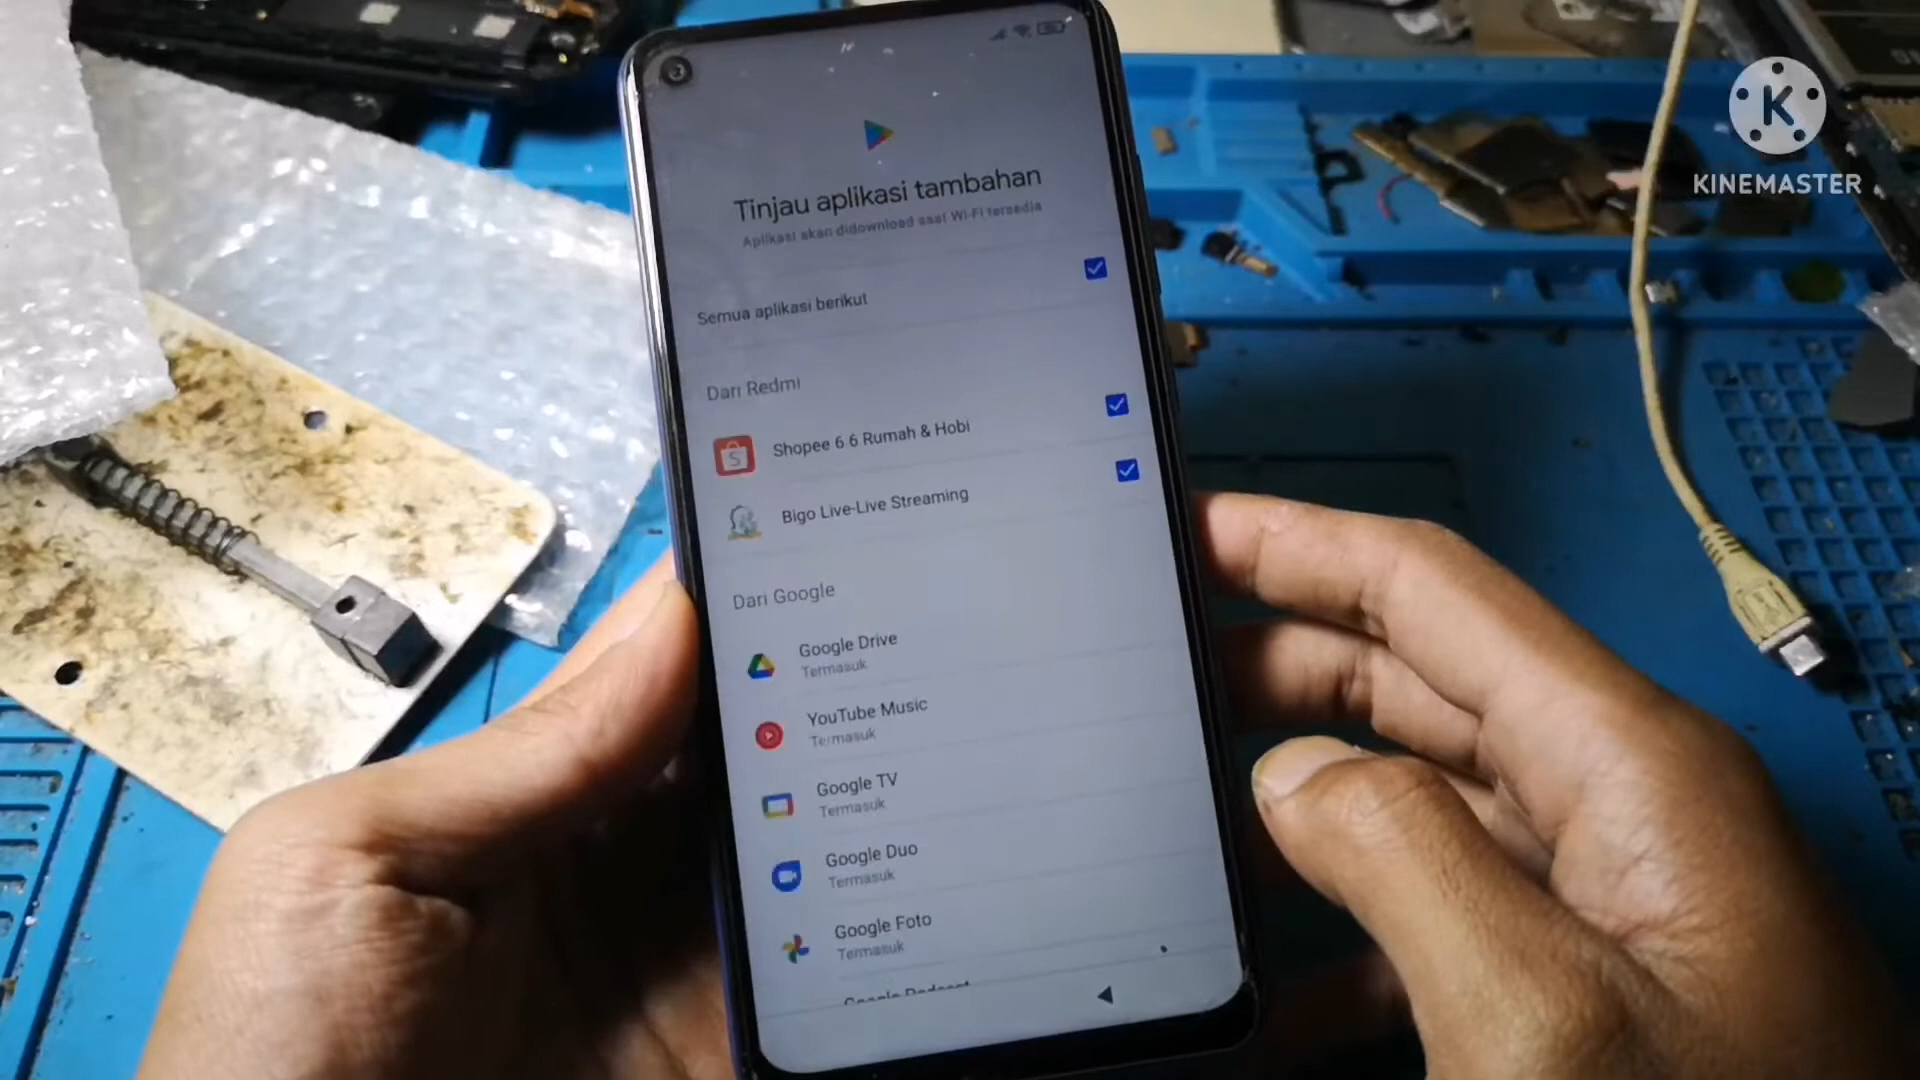 KINEMASTER
Tinjau aplikasi tambahan
Aplikasi akan didownload saat Wi-Fi tersedia
Semua aplikasi berikut
Dari Redmi
Shopee 6 6 Rumah & Hobi
Bigo Live-Live Streaming
Dari Google
Google Drive
Termasuk
YouTube Music
Termasuk
Google TV
Termasuk
Google Duo
Termasuk
Google Foto
Termasuk
Google Podcast